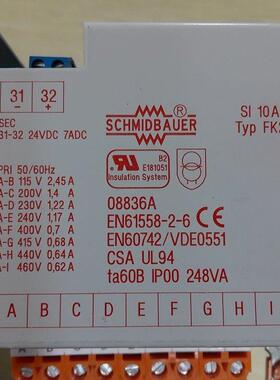 31 32
- +
SEC
31-32 24VDC 7ADC
SCHMIDBAUER ®
SI 10A
Typ FK
B2
E181051
Insulation System
PRI 50/60Hz
A-B 115 V 2,45 A
A-C 200V 1,4 A
A-D 230V 1,22 A
A-E 240V 1,17 A
A-F 400V 0,7 A
A-G 415V 0,68 A
A-H 440V 0,64 A
A-I 460V 0,62 A
08836A
EN61558-2-6 CE
EN60742/VDE0551
CSA UL94
ta60B IP00 248VA
A B C D E F G H I